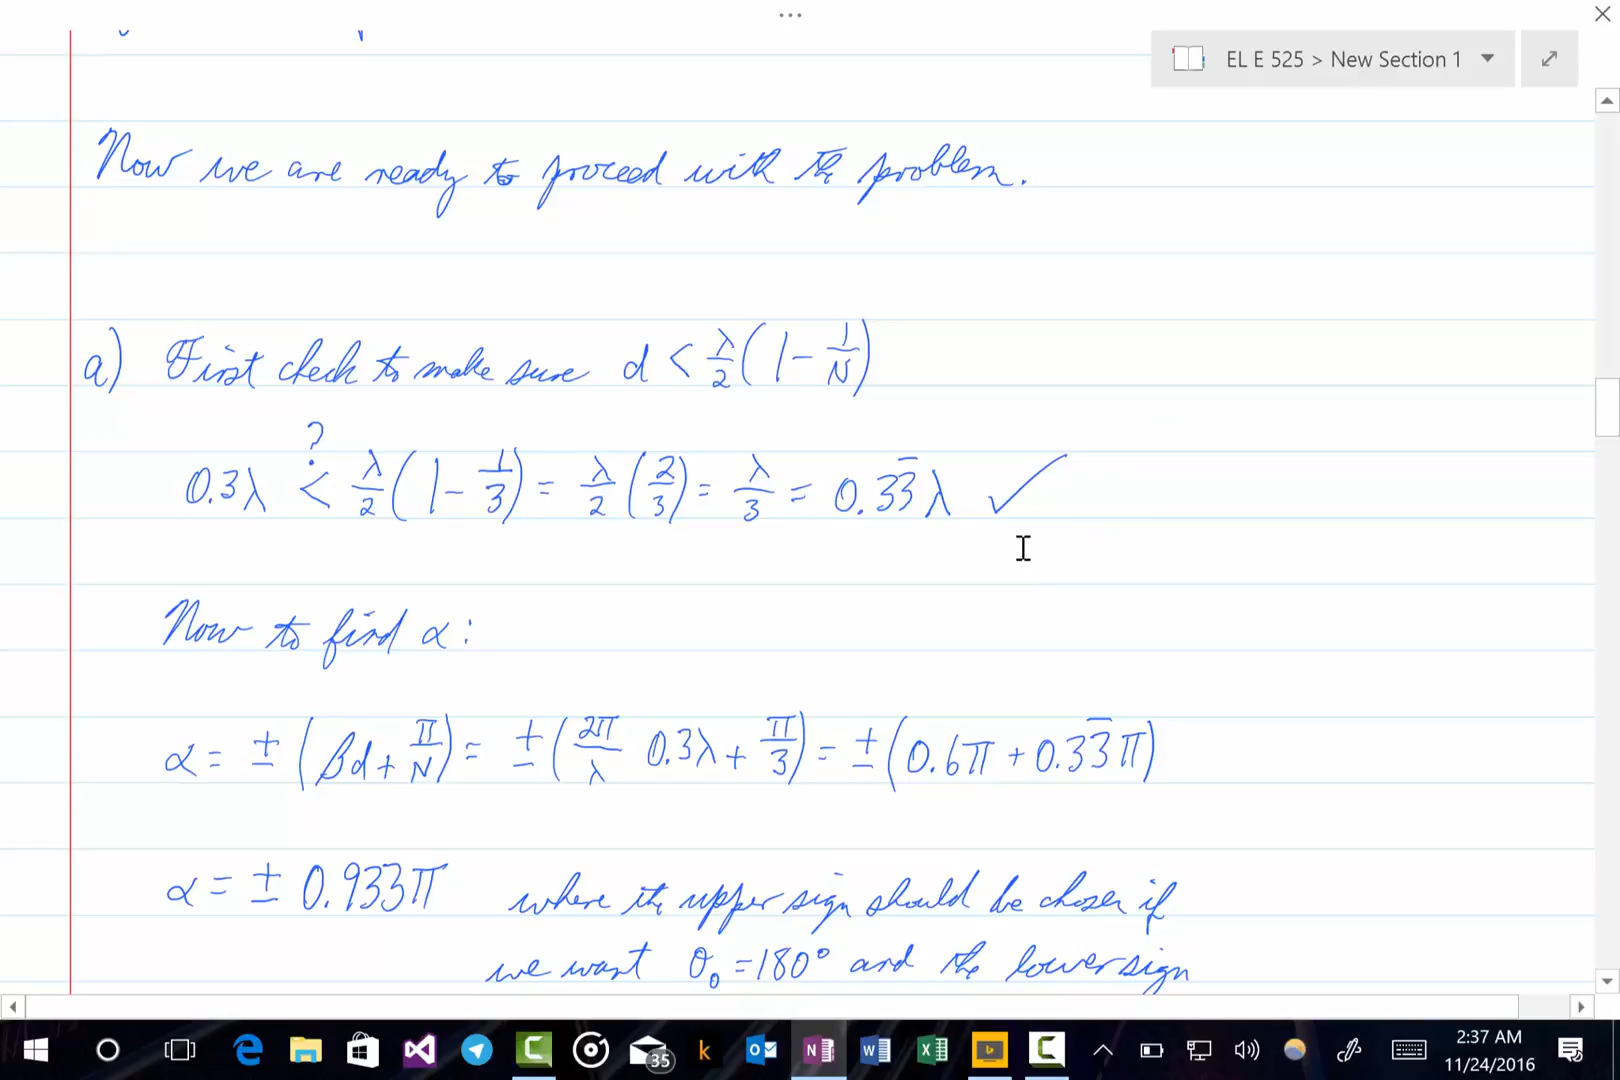 ...
EL E 525 > New Section 1
Now we are ready to proceed with the problem.
a) First check to make sure d < λ/2 (1 - 1/N)
0.3λ <? λ/2 (1 - 1/3) = λ/2 (2/3) = λ/3 = 0.33̅λ ✓
Now to find α:
α = ± (βd + π/N) = ± (2π/λ 0.3λ + π/3) = ± (0.6π + 0.33̅π)
α = ± 0.933̅π where the upper sign should be chosen if
we want θ₀ = 180° and the lower sign
35
2:37 AM
11/24/2016